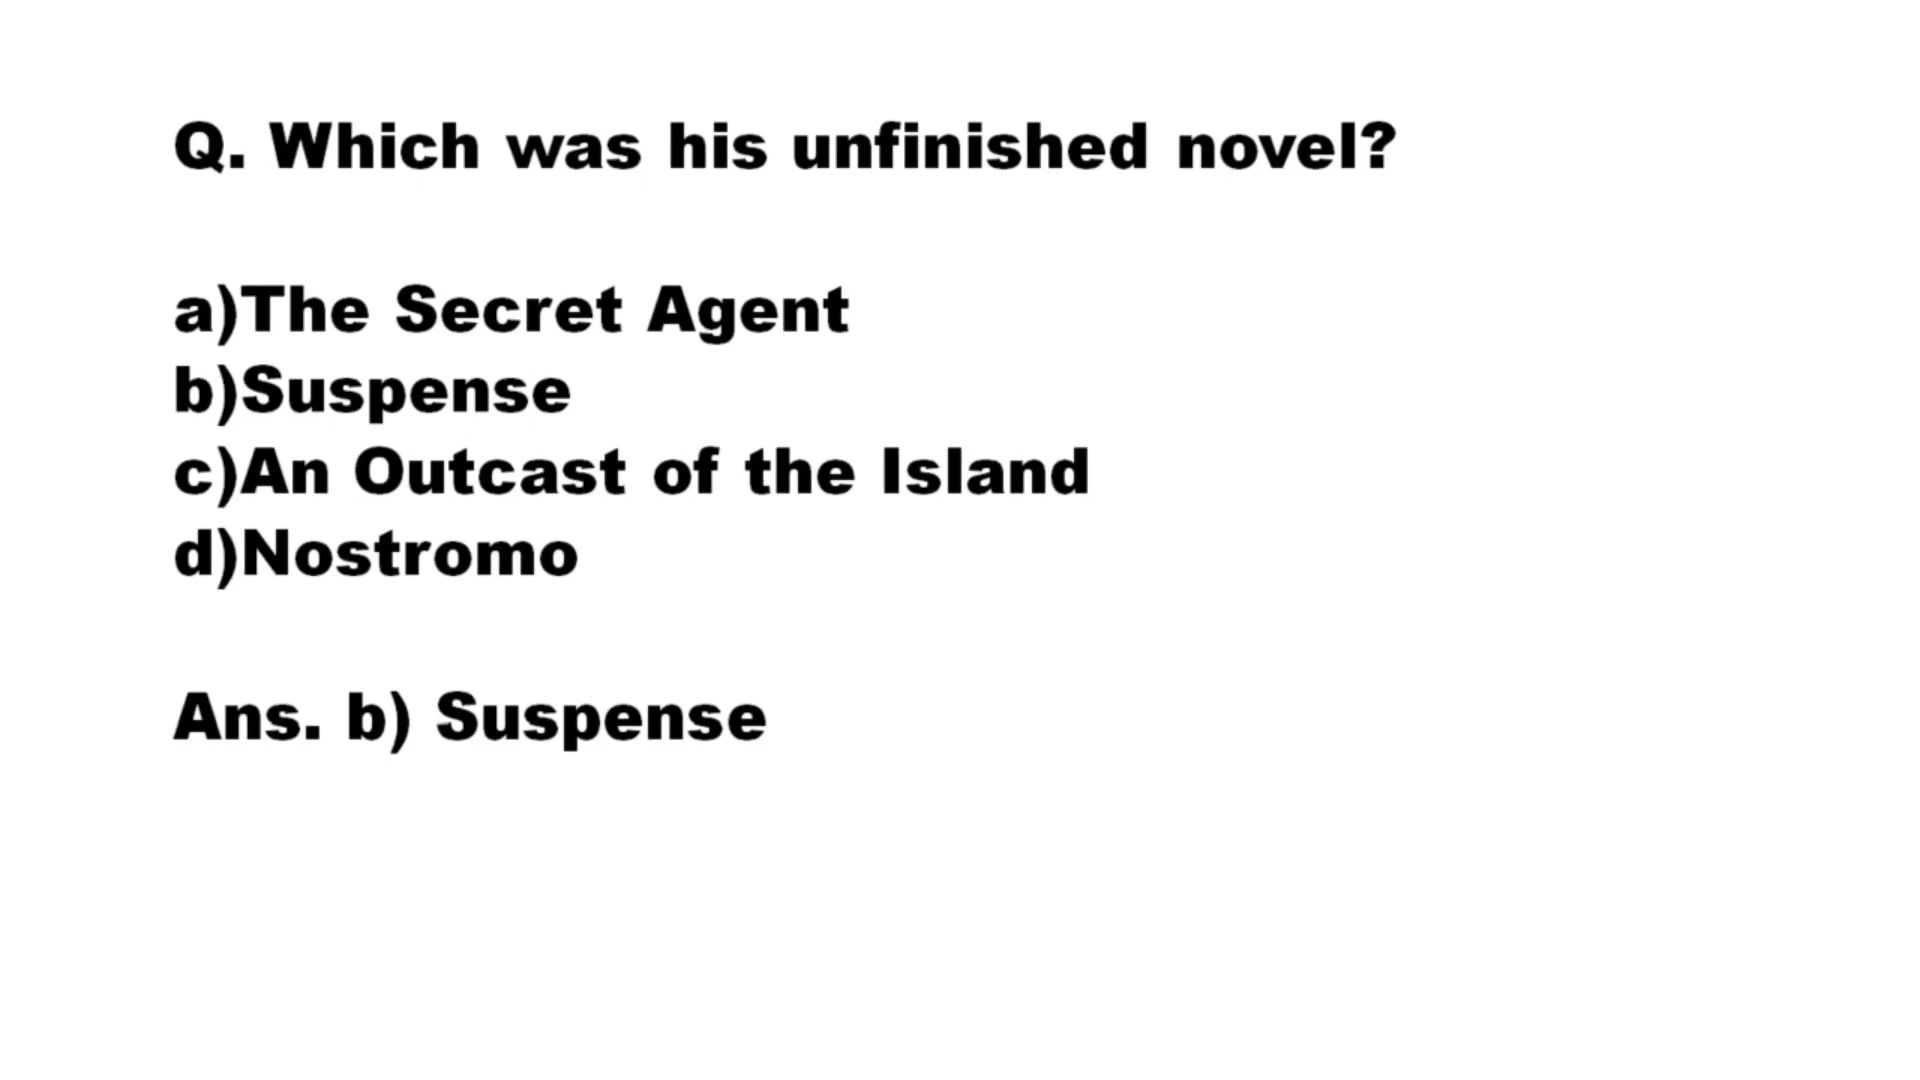 Q. Which was his unfinished novel?
a)The Secret Agent
b)Suspense
c)An Outcast of the Island
d)Nostromo
Ans. b) Suspense